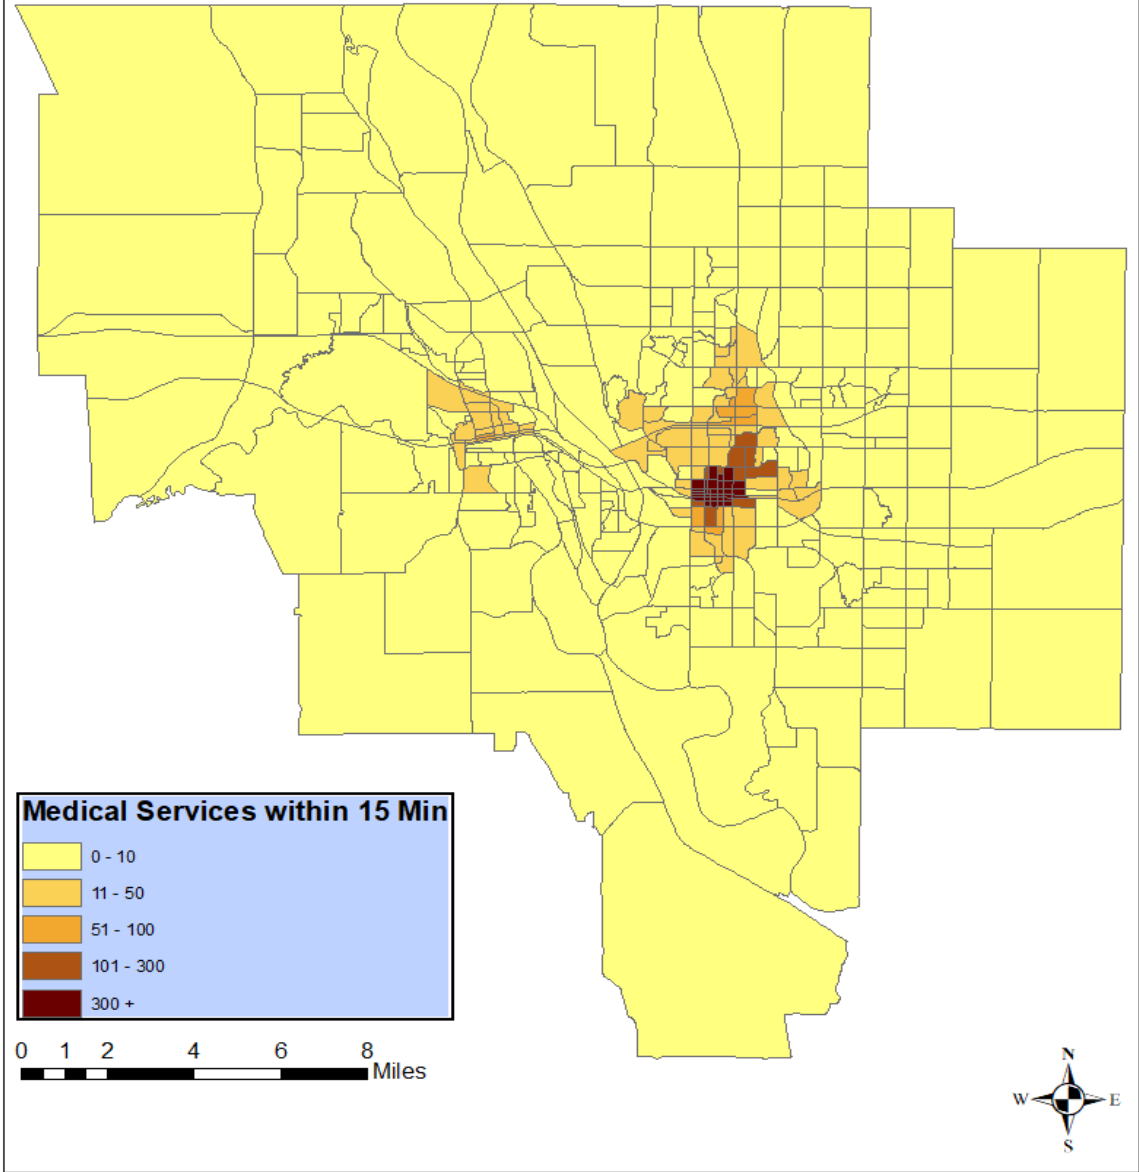 Medical Services within 15 Min
0 - 10
11 - 50
51 - 100
101 - 300
300 +
0 1 2 4 6 8
Miles
N
W E
S